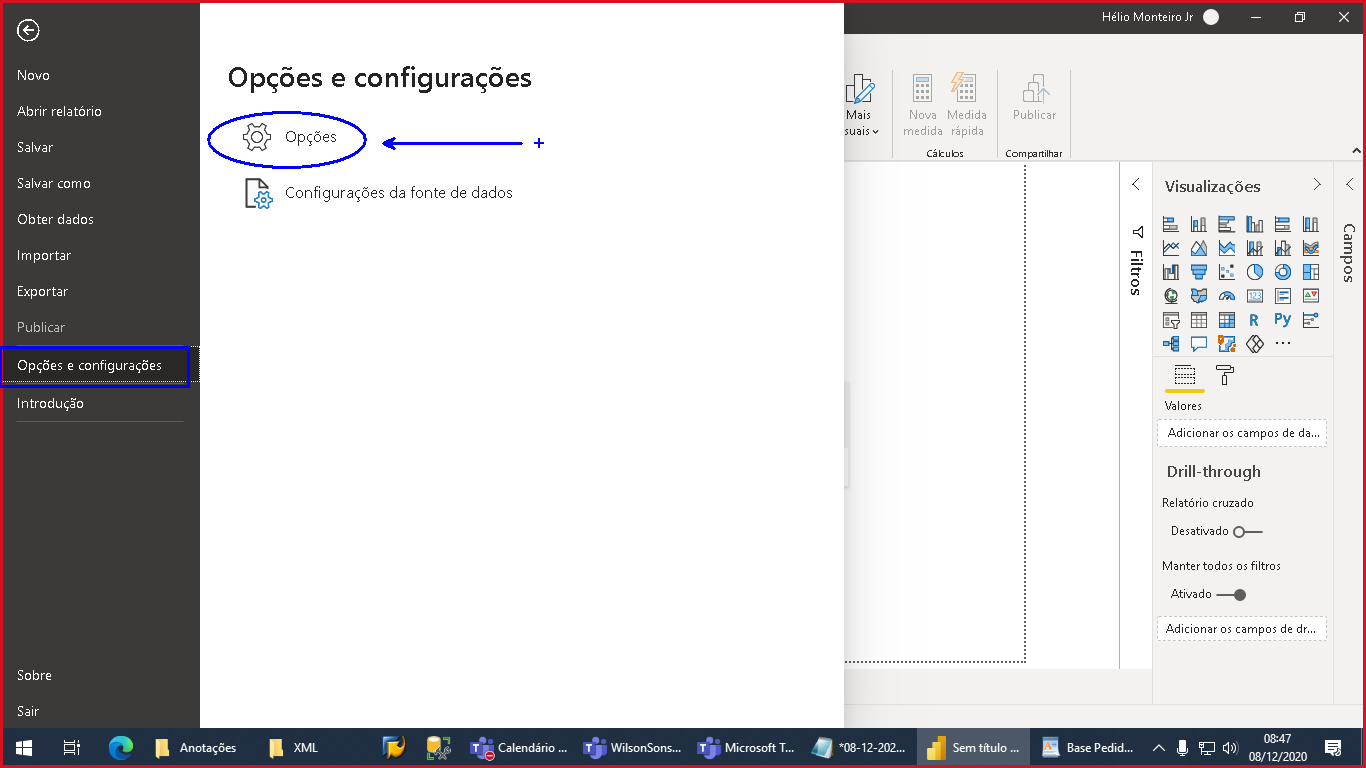 Hélio Monteiro Jr
Novo
Abrir relatório
Salvar
Salvar como
Obter dados
Importar
Exportar
Publicar
Opções e configurações
Introdução
Sobre
Sair
Opções e configurações
Opções
+
Configurações da fonte de dados
Mais
suais
Nova
medida
Medida
rápida
Cálculos
Publicar
Compartilhar
Filtros
Visualizações
123
R
Py
...
Valores
Adicionar os campos de da...
Drill-through
Relatório cruzado
Desativado
Manter todos os filtros
Ativado
Adicionar os campos de dr...
Campos
Anotações
XML
Calendário ...
WilsonSons...
Microsoft T...
*08-12-202...
Sem título ...
Base Pedid...
08:47
08/12/2020